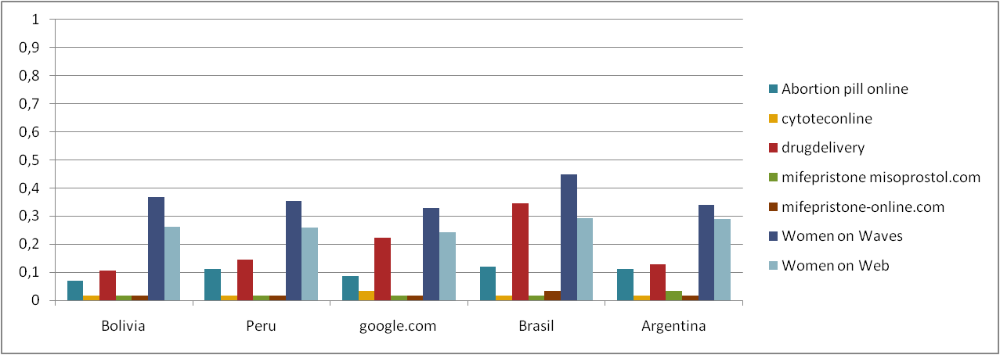 1
0,9
0,8
0,7
0,6
0,5
0,4
0,3
0,2
0,1
0
Bolivia Peru google.com Brasil Argentina
Abortion pill online
cytoteconline
drugdelivery
mifepristone misoprostol.com
mifepristone-online.com
Women on Waves
Women on Web